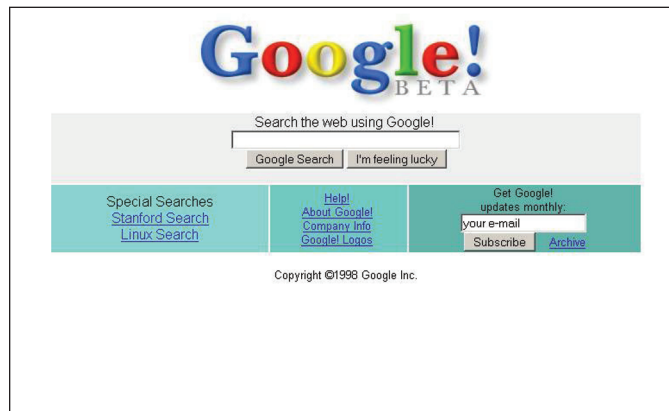 Google!
BETA
Search the web using Google!
Google Search
I'm feeling lucky
Special Searches
Stanford Search
Linux Search
Help!
About Google!
Company Info
Google! Logos
Get Google!
updates monthly:
your e-mail
Subscribe
Archive
Copyright ©1998 Google Inc.